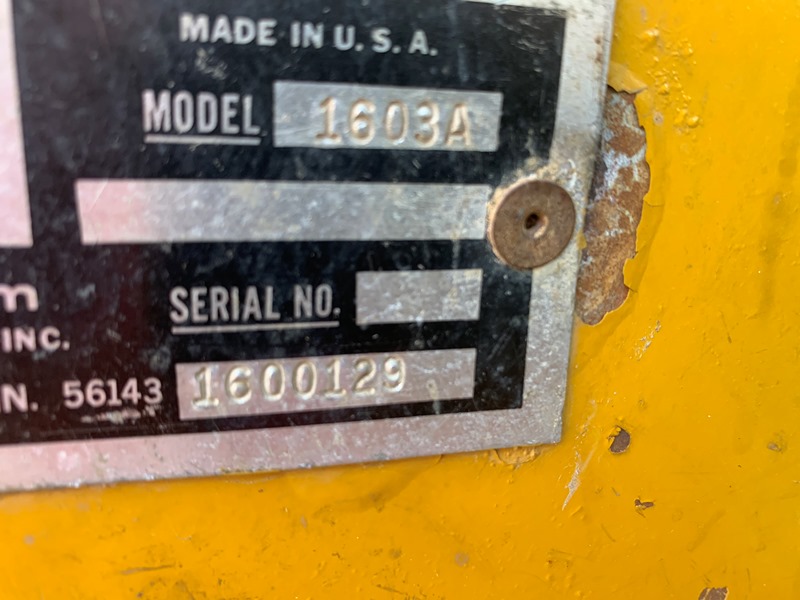 MADE IN U. S. A.
MODEL 1603A
SERIAL NO.
INC.
N. 56143 1600129